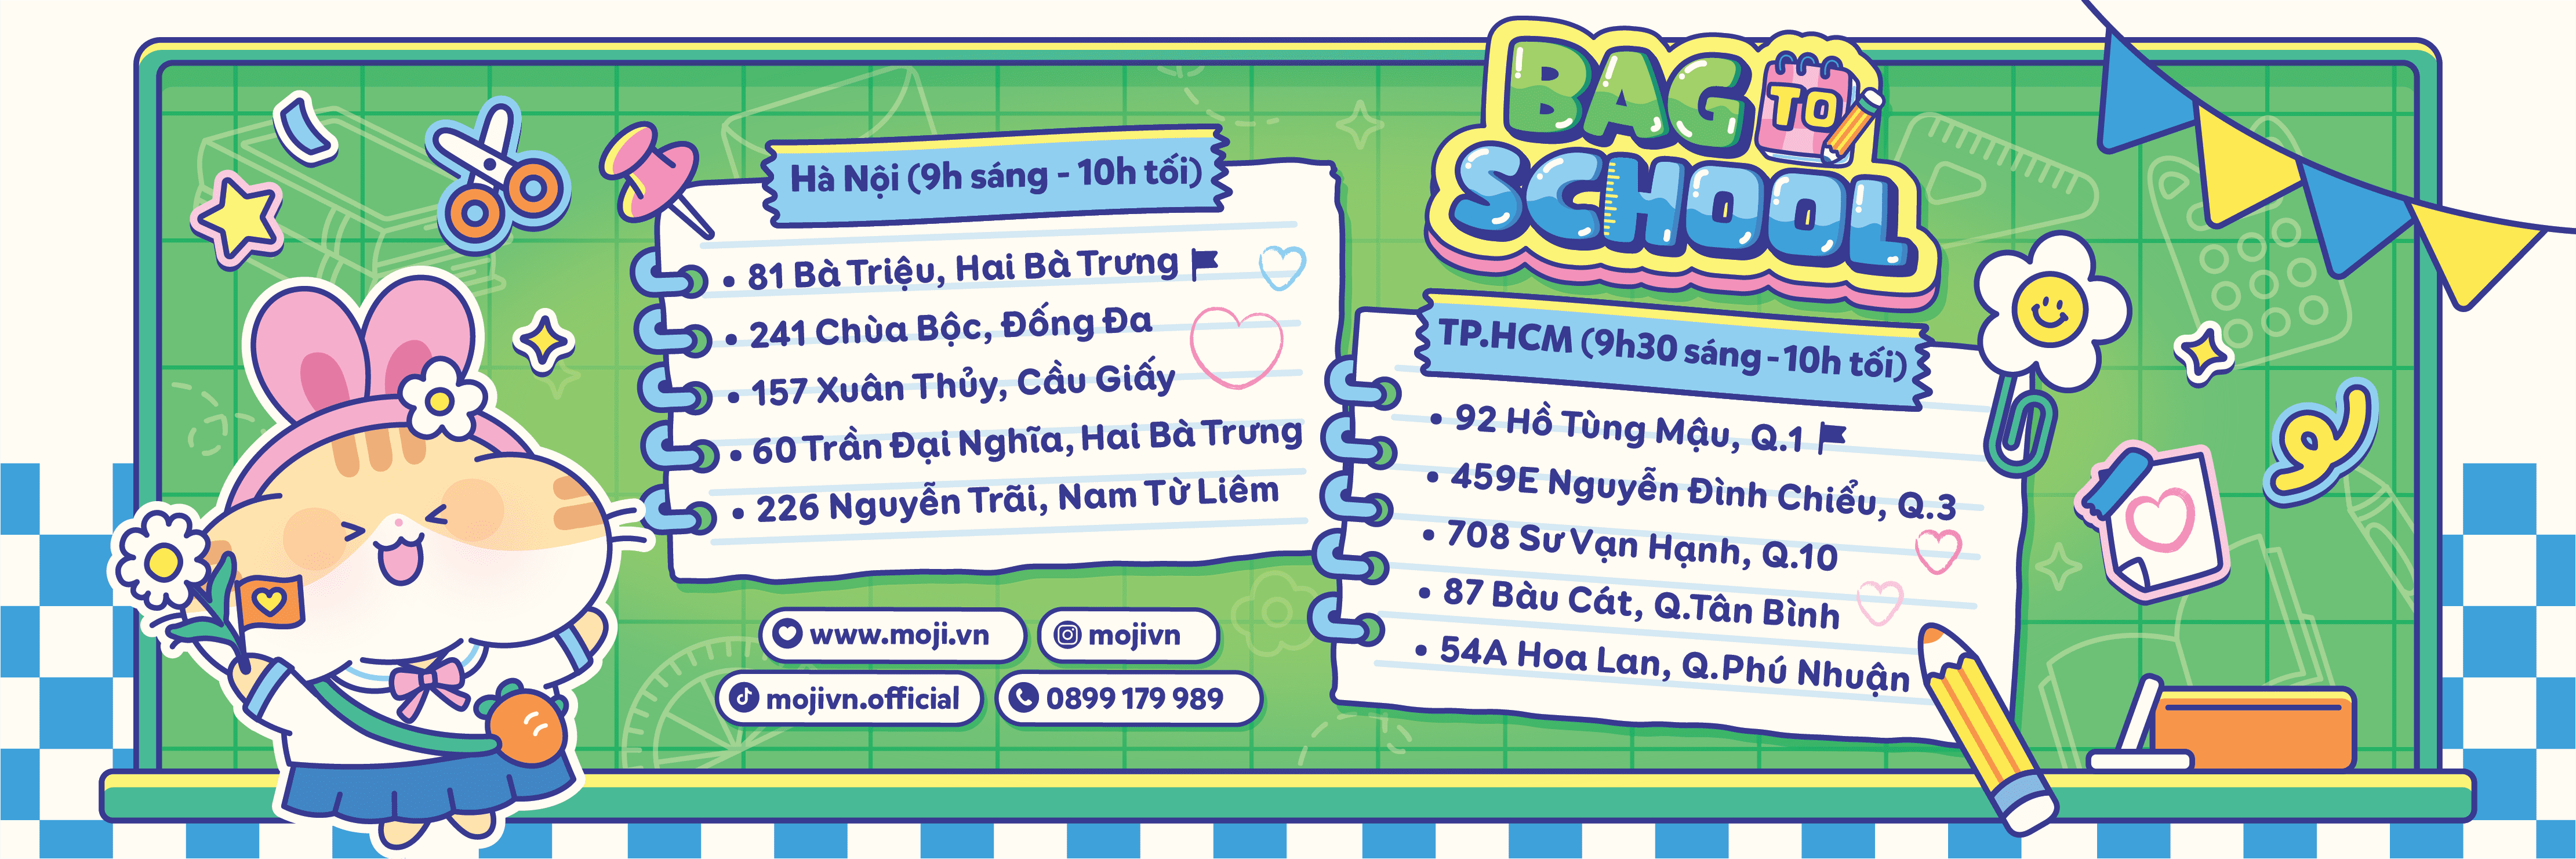 BAG TO
SCHOOL
Hà Nội (9h sáng - 10h tối)
• 81 Bà Triệu, Hai Bà Trưng
• 241 Chùa Bộc, Đống Đa
• 157 Xuân Thủy, Cầu Giấy
• 60 Trần Đại Nghĩa, Hai Bà Trưng
• 226 Nguyễn Trãi, Nam Từ Liêm
TP.HCM (9h30 sáng - 10h tối)
• 92 Hồ Tùng Mậu, Q.1
• 459E Nguyễn Đình Chiểu, Q.3
• 708 Sư Vạn Hạnh, Q.10
• 87 Bàu Cát, Q.Tân Bình
• 54A Hoa Lan, Q.Phú Nhuận
www.moji.vn
mojivn
mojivn.official
0899 179 989